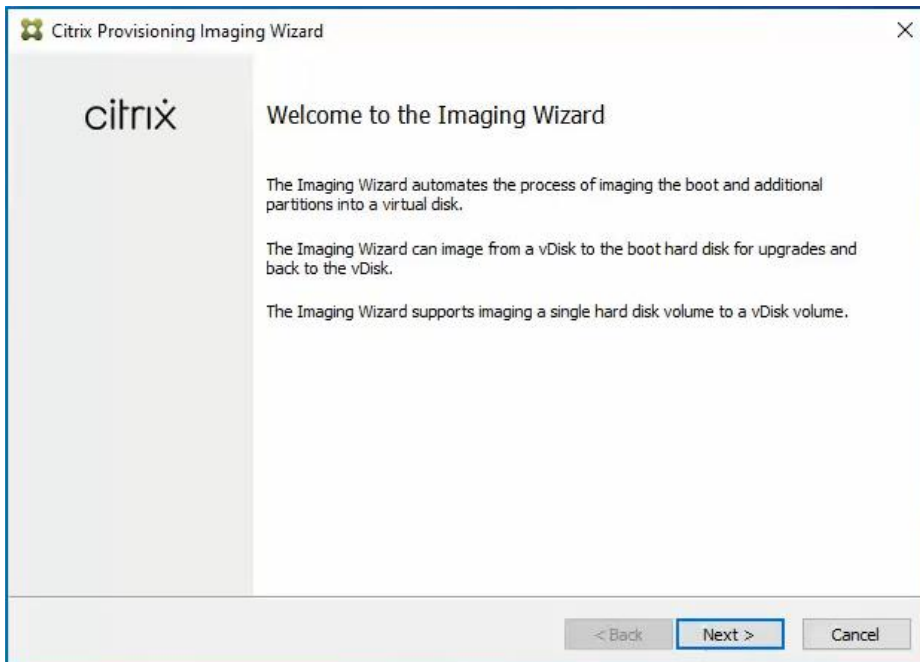 Citrix Provisioning Imaging Wizard
citrix
Welcome to the Imaging Wizard
The Imaging Wizard automates the process of imaging the boot and additional
partitions into a virtual disk.
The Imaging Wizard can image from a vDisk to the boot hard disk for upgrades and
back to the vDisk.
The Imaging Wizard supports imaging a single hard disk volume to a vDisk volume.
< Back Next > Cancel